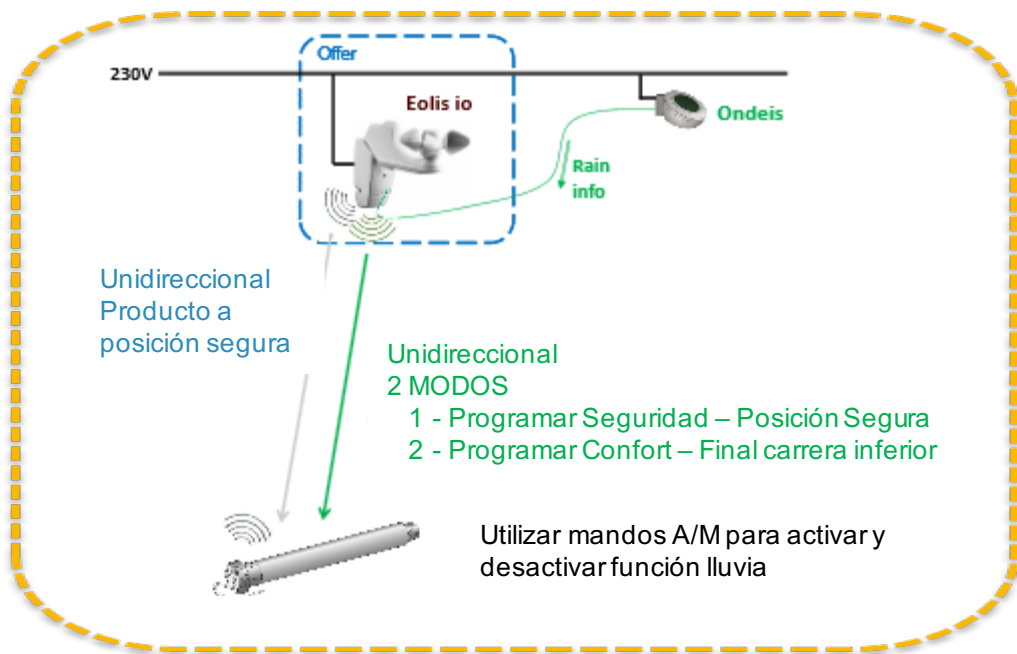 Offer
230V
Eolis io
Ondeis
Rain
info
Unidireccional
Producto a
posición segura
Unidireccional
2 MODOS
1 - Programar Seguridad – Posición Segura
2 - Programar Confort – Final carrera inferior
Utilizar mandos A/M para activar y
desactivar función lluvia